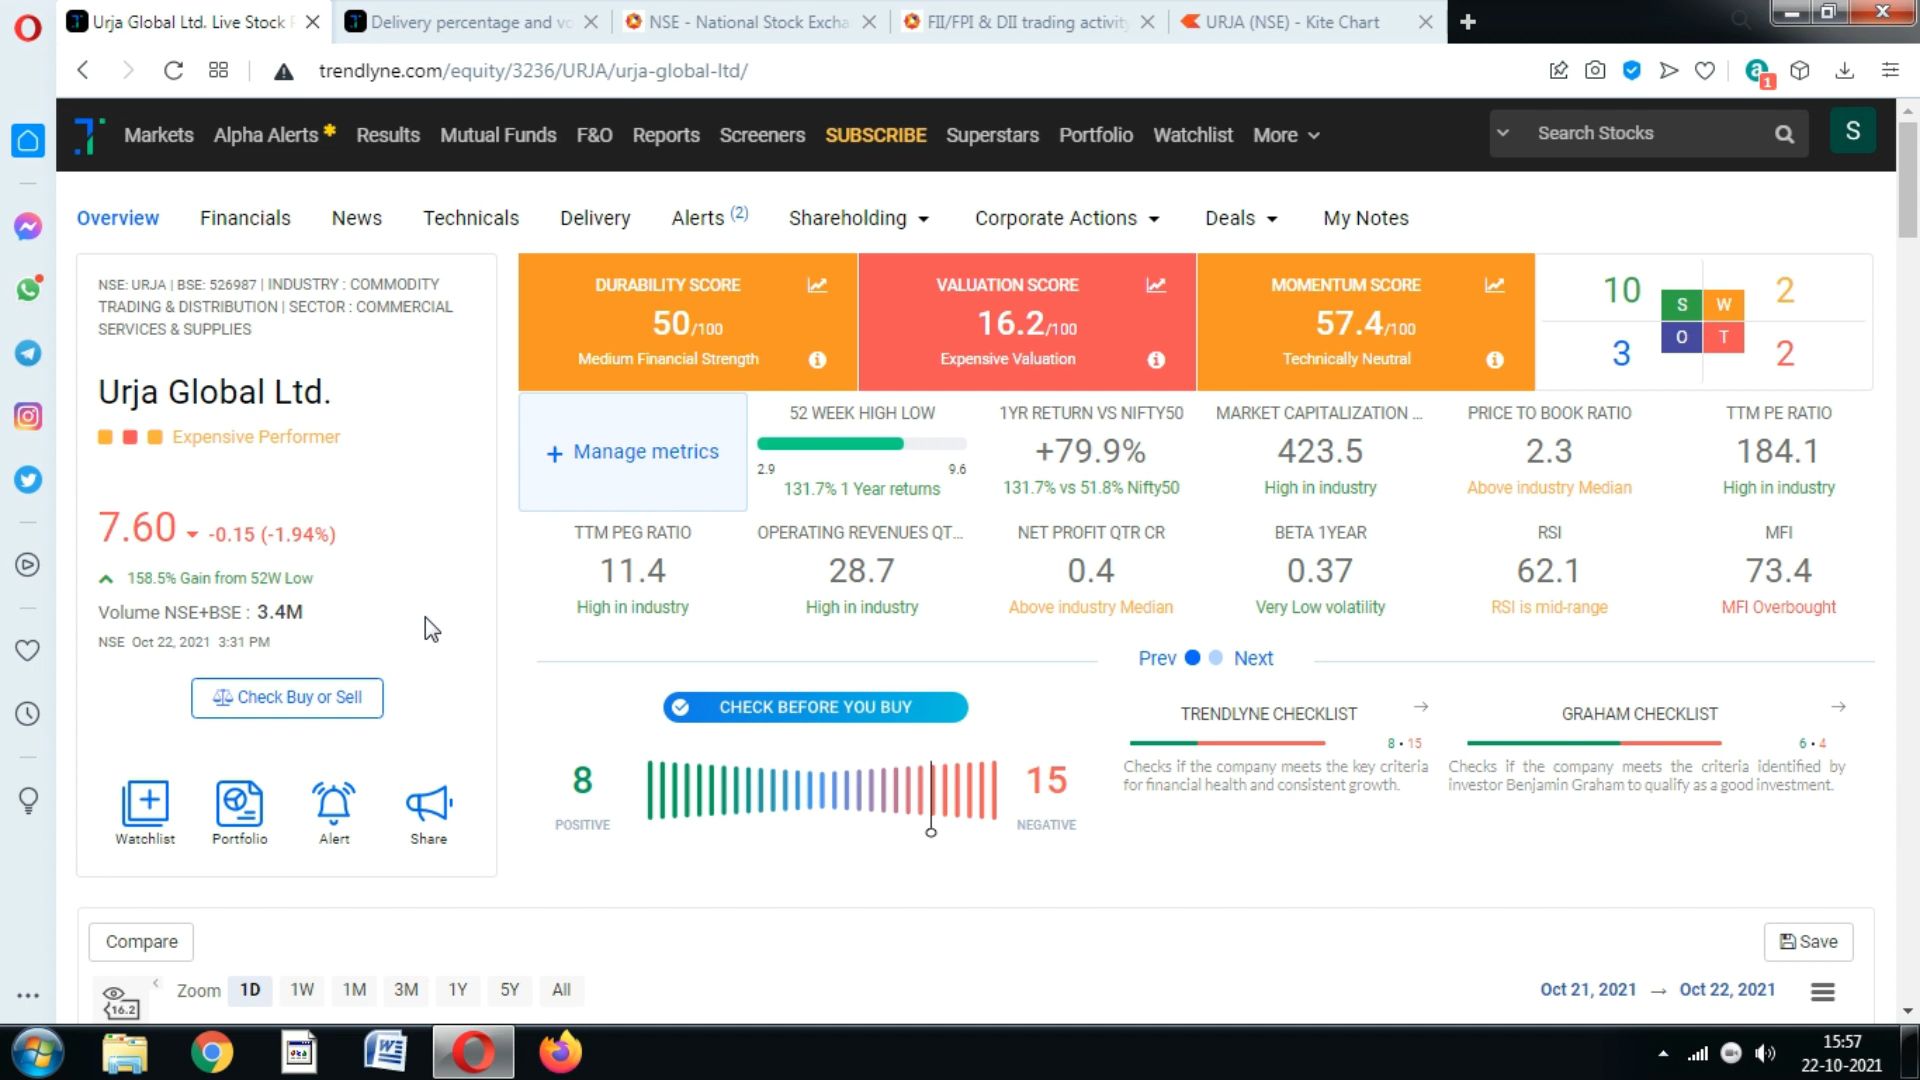 Urja Global Ltd. Live Stock P
Delivery percentage and vo
NSE - National Stock Excha
FII/FPI & DII trading activity
URJA (NSE) - Kite Chart
trendlyne.com/equity/3236/URJA/urja-global-ltd/
1
Markets Alpha Alerts Results Mutual Funds F&O Reports Screeners SUBSCRIBE Superstars Portfolio Watchlist More
Search Stocks
S
Overview Financials News Technicals Delivery Alerts (2) Shareholding Corporate Actions Deals My Notes
NSE: URJA | BSE: 526987 | INDUSTRY : COMMODITY
TRADING & DISTRIBUTION | SECTOR : COMMERCIAL
SERVICES & SUPPLIES
Urja Global Ltd.
Expensive Performer
7.60 -0.15 (-1.94%)
158.5% Gain from 52W Low
Volume NSE+BSE : 3.4M
NSE Oct 22, 2021 3:31 PM
Check Buy or Sell
Watchlist Portfolio Alert Share
DURABILITY SCORE
50/100
Medium Financial Strength
VALUATION SCORE
16.2/100
Expensive Valuation
MOMENTUM SCORE
57.4/100
Technically Neutral
10 S W 2
3 O T 2
Manage metrics
52 WEEK HIGH LOW
2.9 9.6
131.7% 1 Year returns
1YR RETURN VS NIFTY50
+79.9%
131.7% vs 51.8% Nifty50
MARKET CAPITALIZATION ...
423.5
High in industry
PRICE TO BOOK RATIO
2.3
Above industry Median
TTM PE RATIO
184.1
High in industry
TTM PEG RATIO
11.4
High in industry
OPERATING REVENUES QT...
28.7
High in industry
NET PROFIT QTR CR
0.4
Above industry Median
BETA 1YEAR
0.37
Very Low volatility
RSI
62.1
RSI is mid-range
MFI
73.4
MFI Overbought
Prev Next
CHECK BEFORE YOU BUY
8
POSITIVE
15
NEGATIVE
TRENDLYNE CHECKLIST
8 • 15
Checks if the company meets the key criteria
for financial health and consistent growth.
GRAHAM CHECKLIST
6 • 4
Checks if the company meets the criteria identified by
investor Benjamin Graham to qualify as a good investment.
Compare
Save
16.2
Zoom 1D 1W 1M 3M 1Y 5Y All
Oct 21, 2021 → Oct 22, 2021
15:57
22-10-2021